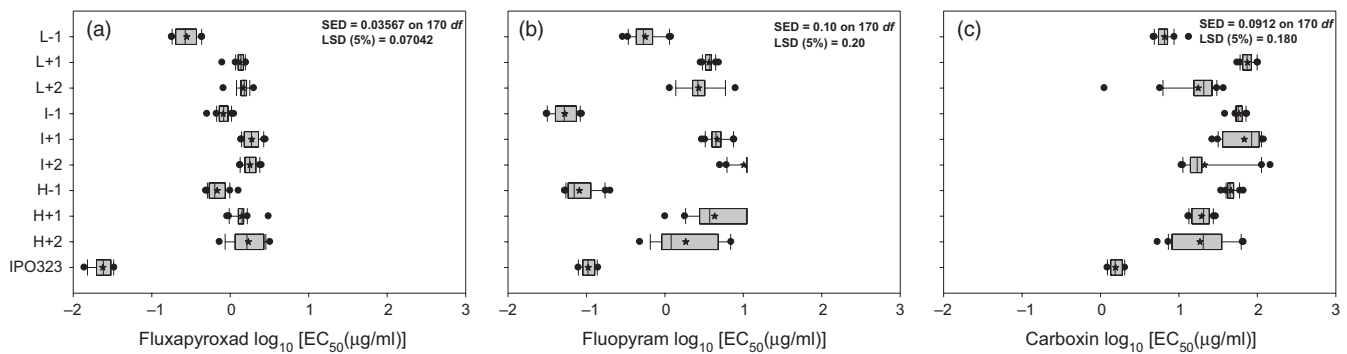 (a)
SED = 0.03567 on 170 df
LSD (5%) = 0.07042
(b)
SED = 0.10 on 170 df
LSD (5%) = 0.20
(c)
SED = 0.0912 on 170 df
LSD (5%) = 0.180
L-1
L+1
L+2
I-1
I+1
I+2
H-1
H+1
H+2
IPO323
−2 −1 0 1 2 3
−2 −1 0 1 2 3
−2 −1 0 1 2 3
Fluxapyroxad log10 [EC50(μg/ml)]
Fluopyram log10 [EC50(μg/ml)]
Carboxin log10 [EC50(μg/ml)]